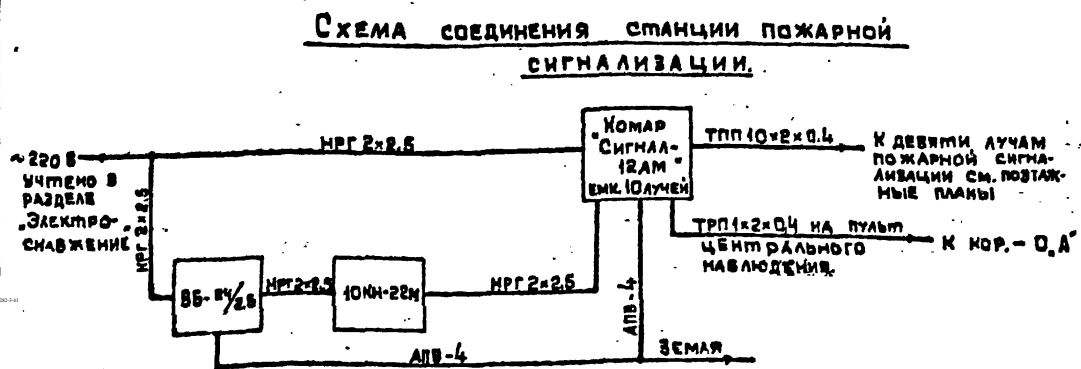 СХЕМА СОЕДИНЕНИЯ СТАНЦИИ ПОЖАРНОЙ
СИГНАЛИЗАЦИИ.
~220 В
УЧТЕНО В
РАЗДЕЛЕ
„ЭЛЕКТРО-
СНАБЖЕНИЕ"
НРГ 2×2.5
НРГ 2×2.5
„КОМАР
СИГНАЛ-
12АМ"
ЕМК. 10 ЛУЧЕЙ
ТПП 10×2×0.4
К ДЕВЯТИ ЛУЧАМ
ПОЖАРНОЙ СИГНА-
ЛИЗАЦИИ СМ. ПОЭТАЖ-
НЫЕ ПЛАНЫ
ТРП 1×2×0,4 НА ПУЛЬТ
ЦЕНТРАЛЬНОГО
НАБЛЮДЕНИЯ.
К КОР. - 0„А"
ВБ-24/2.5
НРГ 2×2.5
10КН-22М
НРГ 2×2.5
АПВ-4
АПВ-4
ЗЕМЛЯ